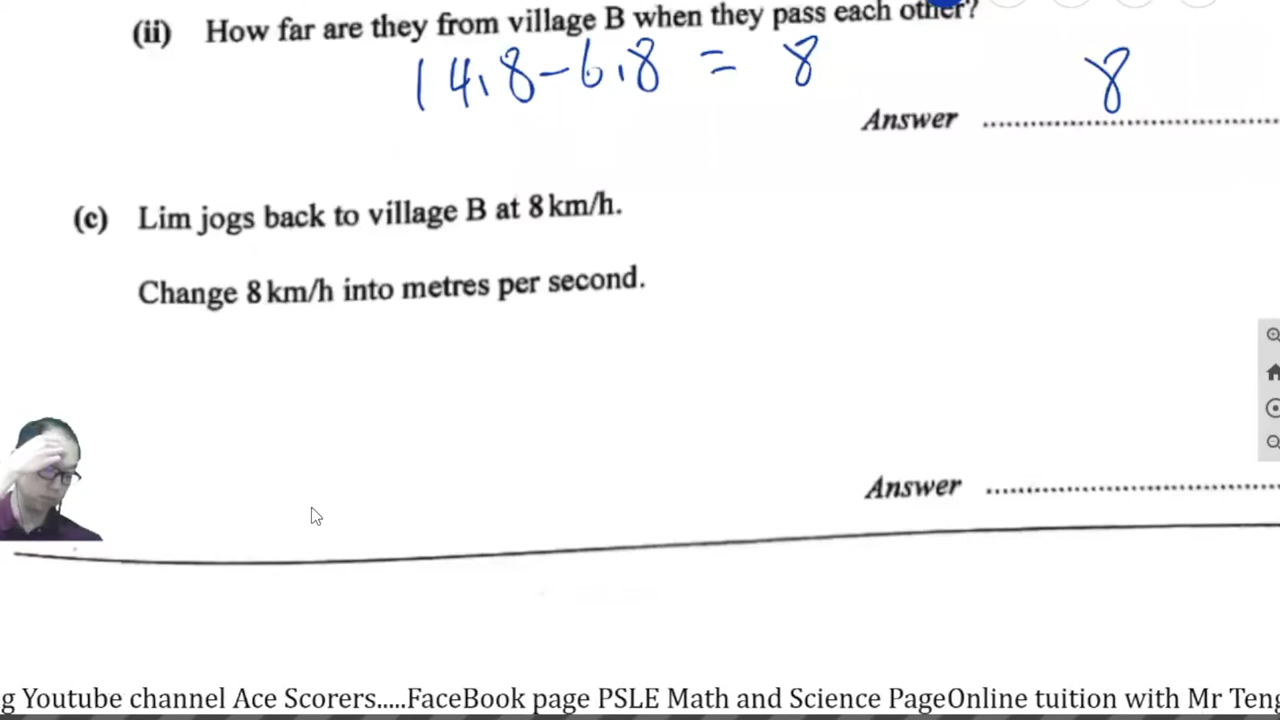 (ii) How far are they from village B when they pass each other?
14.8 - 6.8 = 8
8
Answer ..............................
(c) Lim jogs back to village B at 8 km/h.
Change 8 km/h into metres per second.
Answer ..............................
g Youtube channel Ace Scorers.....FaceBook page PSLE Math and Science PageOnline tuition with Mr Teng